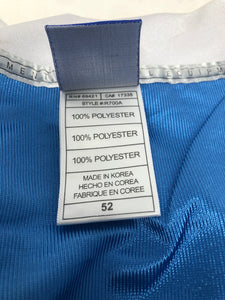 RN# 69421 CA# 17335
STYLE # R700A
100% POLYESTER
100% POLYESTER
100% POLYESTER
MADE IN KOREA
HECHO EN COREA
FABRIQUE EN COREE
52